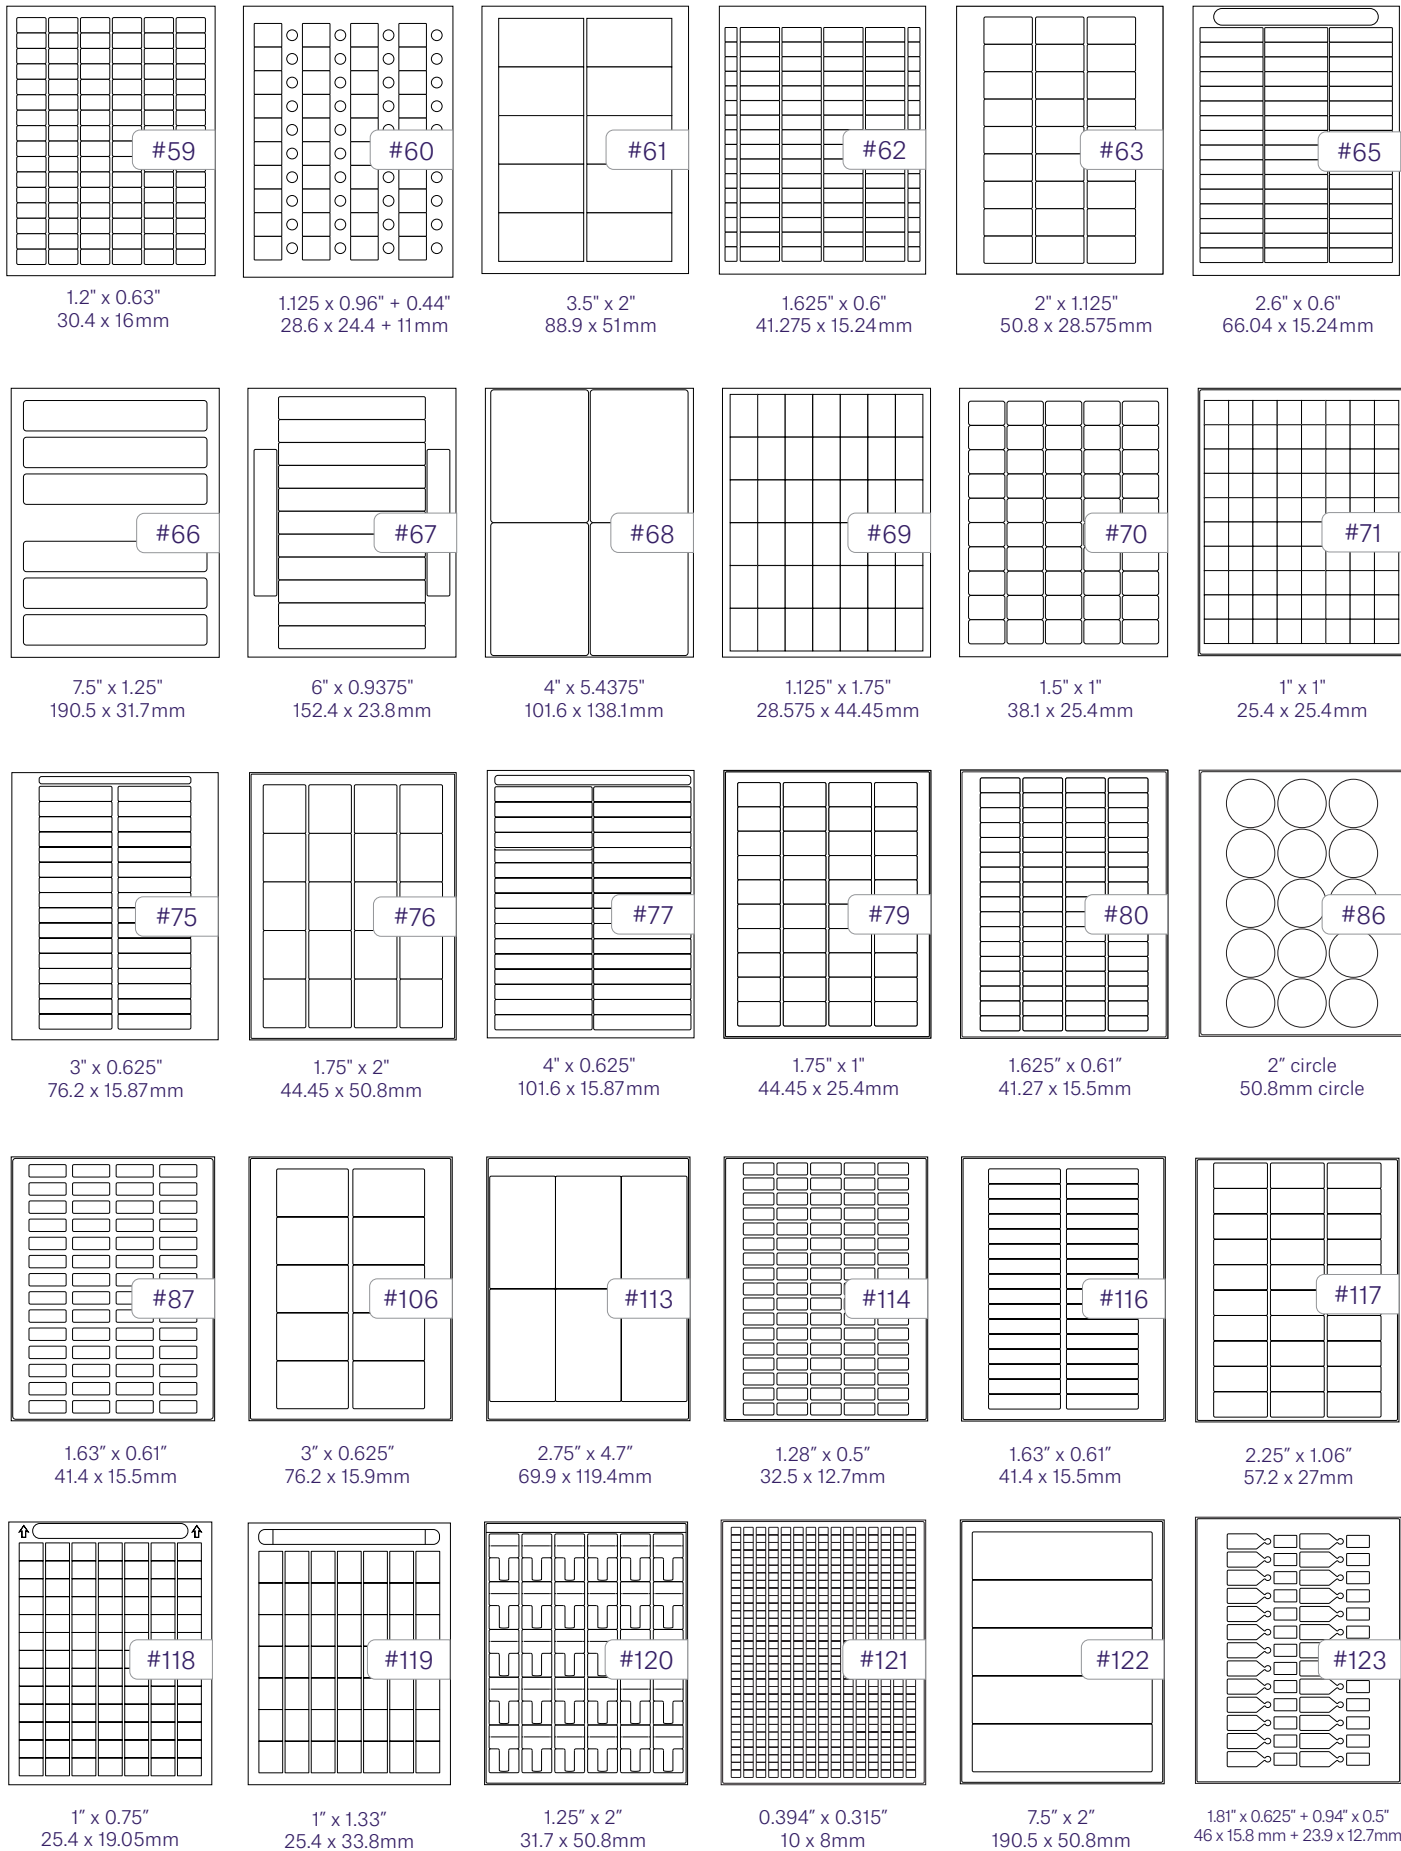 #59
#60
#61
#62
#63
#65
1.2" x 0.63"
30.4 x 16mm
1.125 x 0.96" + 0.44"
28.6 x 24.4 + 11mm
3.5" x 2"
88.9 x 51mm
1.625" x 0.6"
41.275 x 15.24mm
2" x 1.125"
50.8 x 28.575mm
2.6" x 0.6"
66.04 x 15.24mm
#66
#67
#68
#69
#70
#71
7.5" x 1.25"
190.5 x 31.7mm
6" x 0.9375"
152.4 x 23.8mm
4" x 5.4375"
101.6 x 138.1mm
1.125" x 1.75"
28.575 x 44.45mm
1.5" x 1"
38.1 x 25.4mm
1" x 1"
25.4 x 25.4mm
#75
#76
#77
#79
#80
#86
3" x 0.625"
76.2 x 15.87mm
1.75" x 2"
44.45 x 50.8mm
4" x 0.625"
101.6 x 15.87mm
1.75" x 1"
44.45 x 25.4mm
1.625" x 0.61″
41.27 x 15.5mm
2″ circle
50.8mm circle
#87
#106
#113
#114
#116
#117
1.63″ x 0.61″
41.4 x 15.5mm
3″ x 0.625″
76.2 x 15.9mm
2.75″ x 4.7″
69.9 x 119.4mm
1.28″ x 0.5″
32.5 x 12.7mm
1.63″ x 0.61″
41.4 x 15.5mm
2.25″ x 1.06″
57.2 x 27mm
#118
#119
#120
#121
#122
#123
1″ x 0.75″
25.4 x 19.05mm
1″ x 1.33″
25.4 x 33.8mm
1.25″ x 2″
31.7 x 50.8mm
0.394″ x 0.315″
10 x 8mm
7.5″ x 2″
190.5 x 50.8mm
1.81″ x 0.625″ + 0.94″ x 0.5″
46 x 15.8 mm + 23.9 x 12.7mm